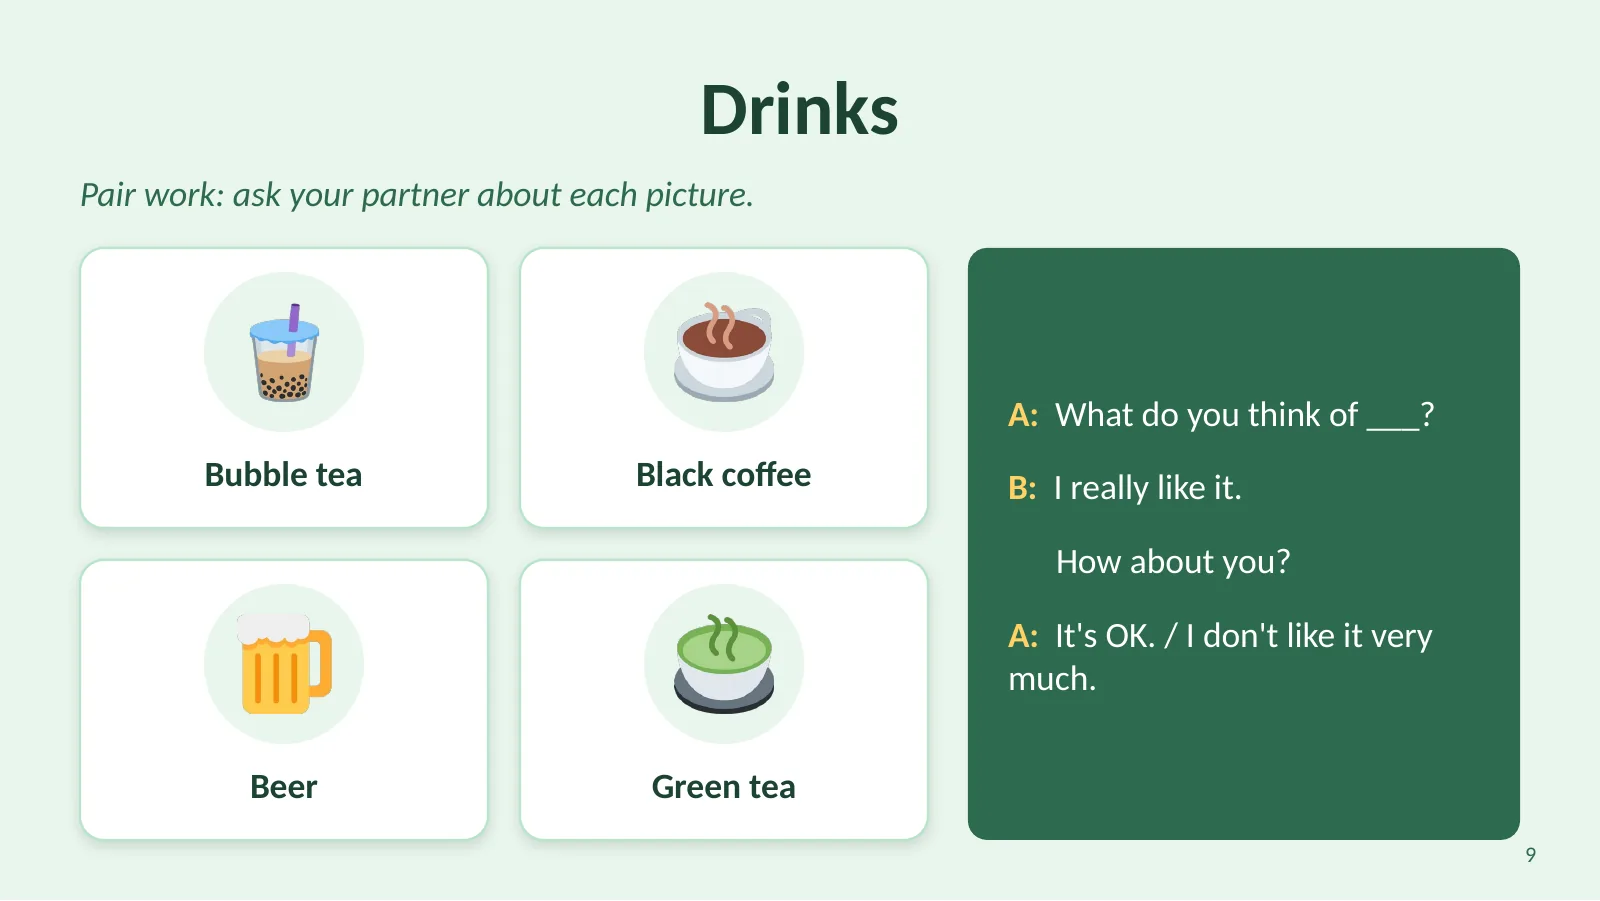 Drinks
Pair work: ask your partner about each picture.
Bubble tea
Black coffee
Beer
Green tea
A: What do you think of ___?
B: I really like it.
How about you?
A: It's OK. / I don't like it very
much.
9